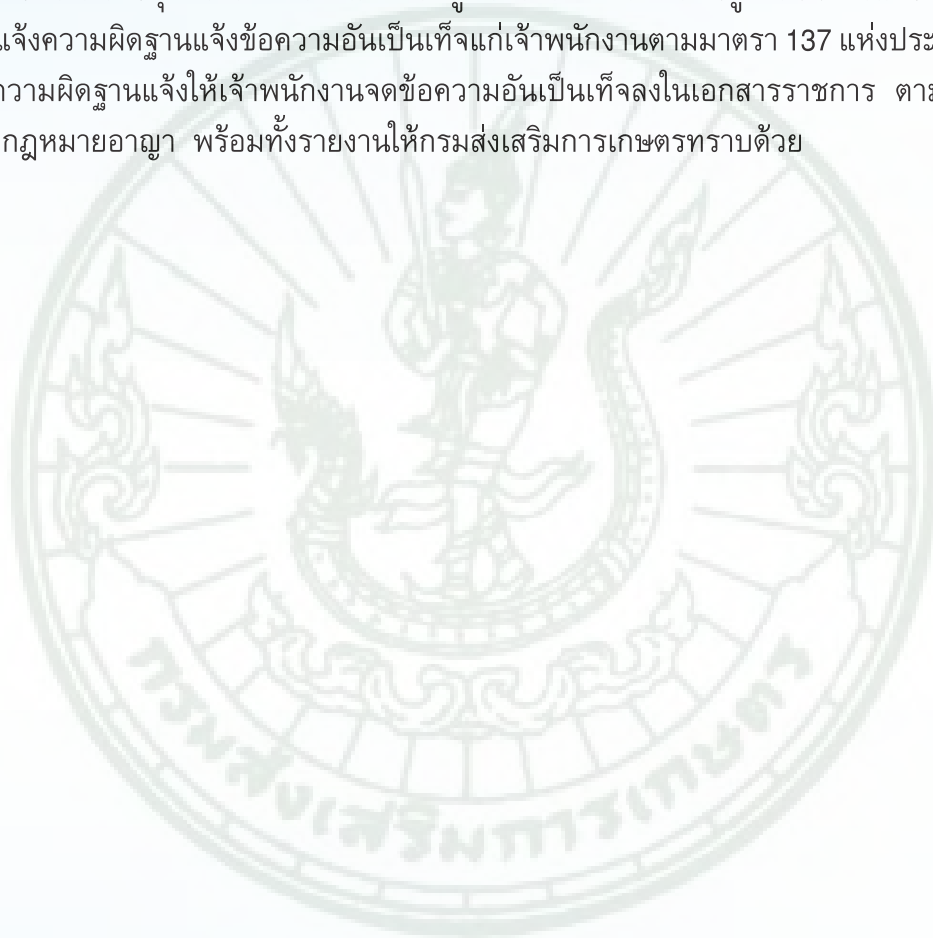 แจ้งความผิดฐานแจ้งข้อความอันเป็นเท็จแก่เจ้าพนักงานตามมาตรา 137 แห่งประ
ความผิดฐานแจ้งให้เจ้าพนักงานจดข้อความอันเป็นเท็จลงในเอกสารราชการ ตาม
กฎหมายอาญา พร้อมทั้งรายงานให้กรมส่งเสริมการเกษตรทราบด้วย
กรมส่งเสริมการเกษตร